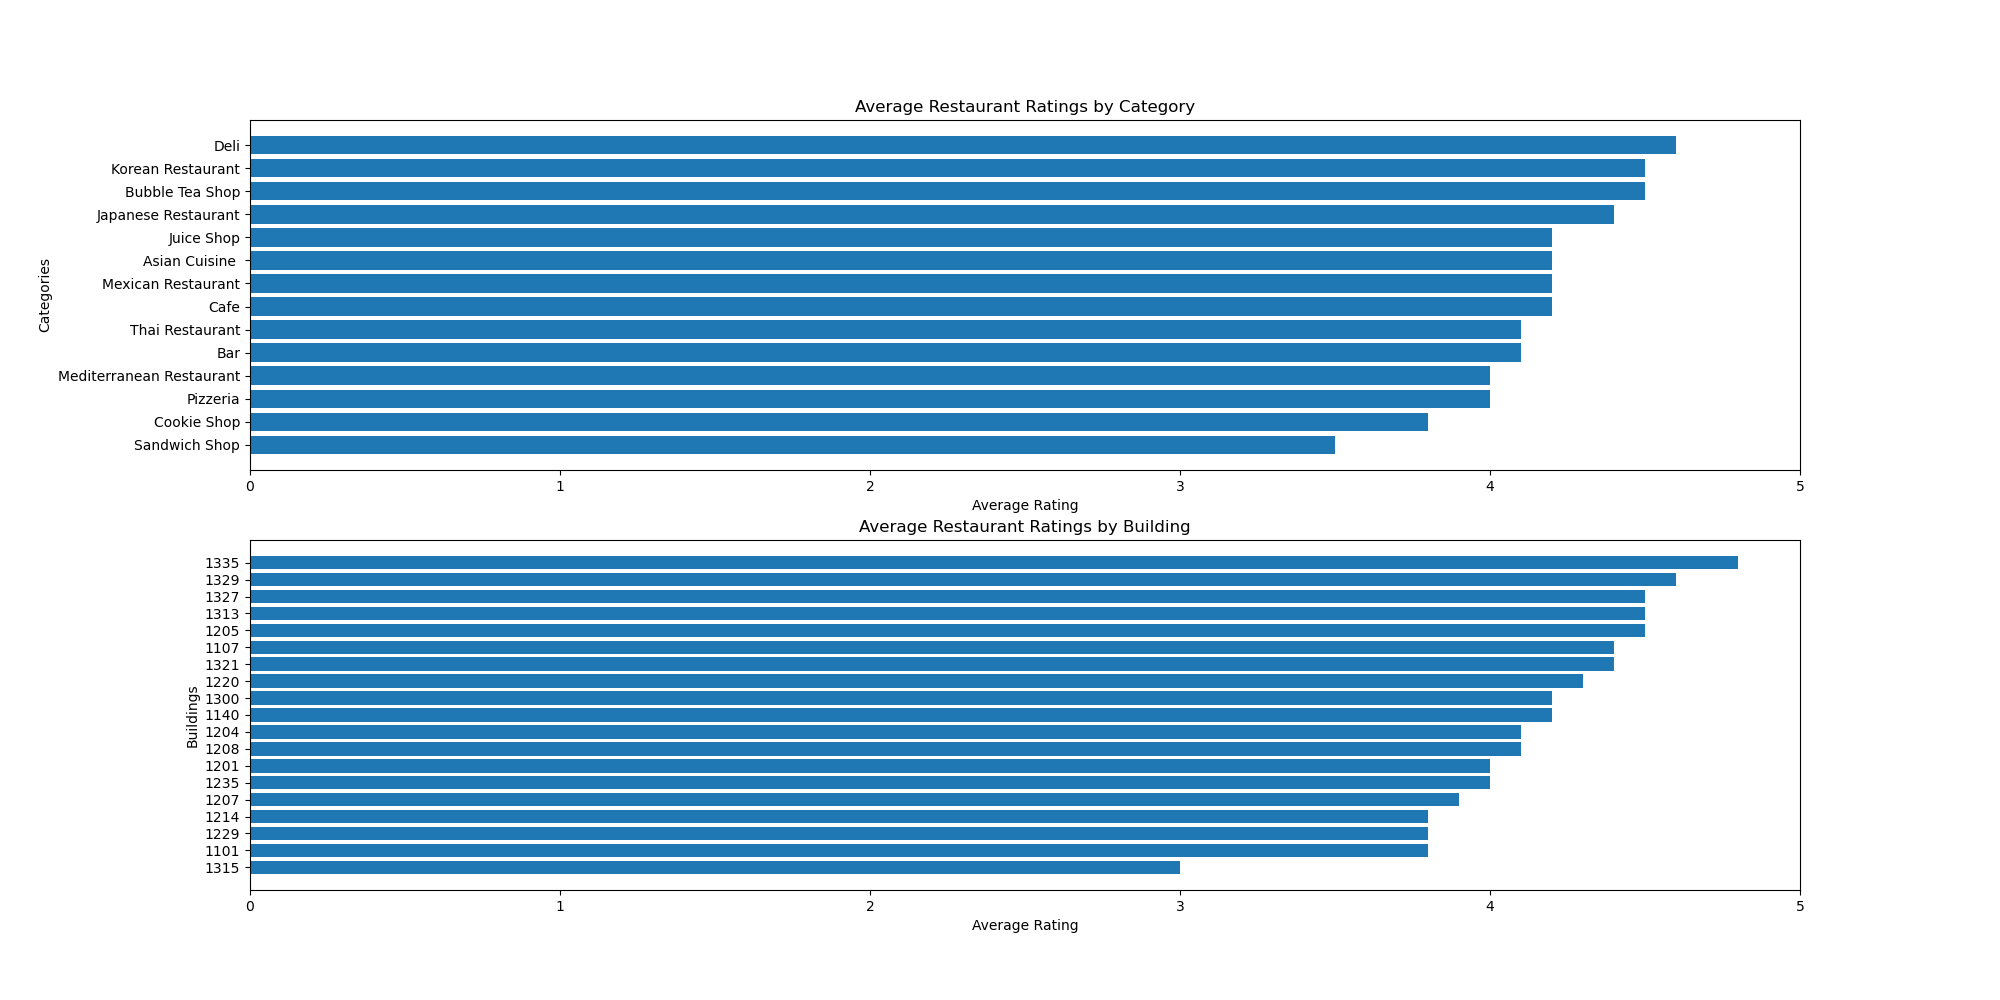 Average Restaurant Ratings by Category
Categories
Deli
Korean Restaurant
Bubble Tea Shop
Japanese Restaurant
Juice Shop
Asian Cuisine
Mexican Restaurant
Cafe
Thai Restaurant
Bar
Mediterranean Restaurant
Pizzeria
Cookie Shop
Sandwich Shop
0 1 2 3 4 5
Average Rating
Average Restaurant Ratings by Building
Buildings
1335
1329
1327
1313
1205
1107
1321
1220
1300
1140
1204
1208
1201
1235
1207
1214
1229
1101
1315
0 1 2 3 4 5
Average Rating